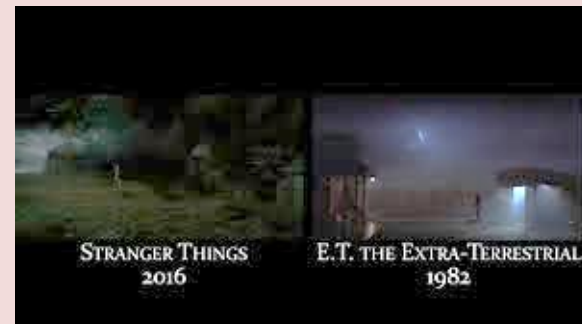 STRANGER THINGS
2016
E.T. THE EXTRA-TERRESTRIAL
1982